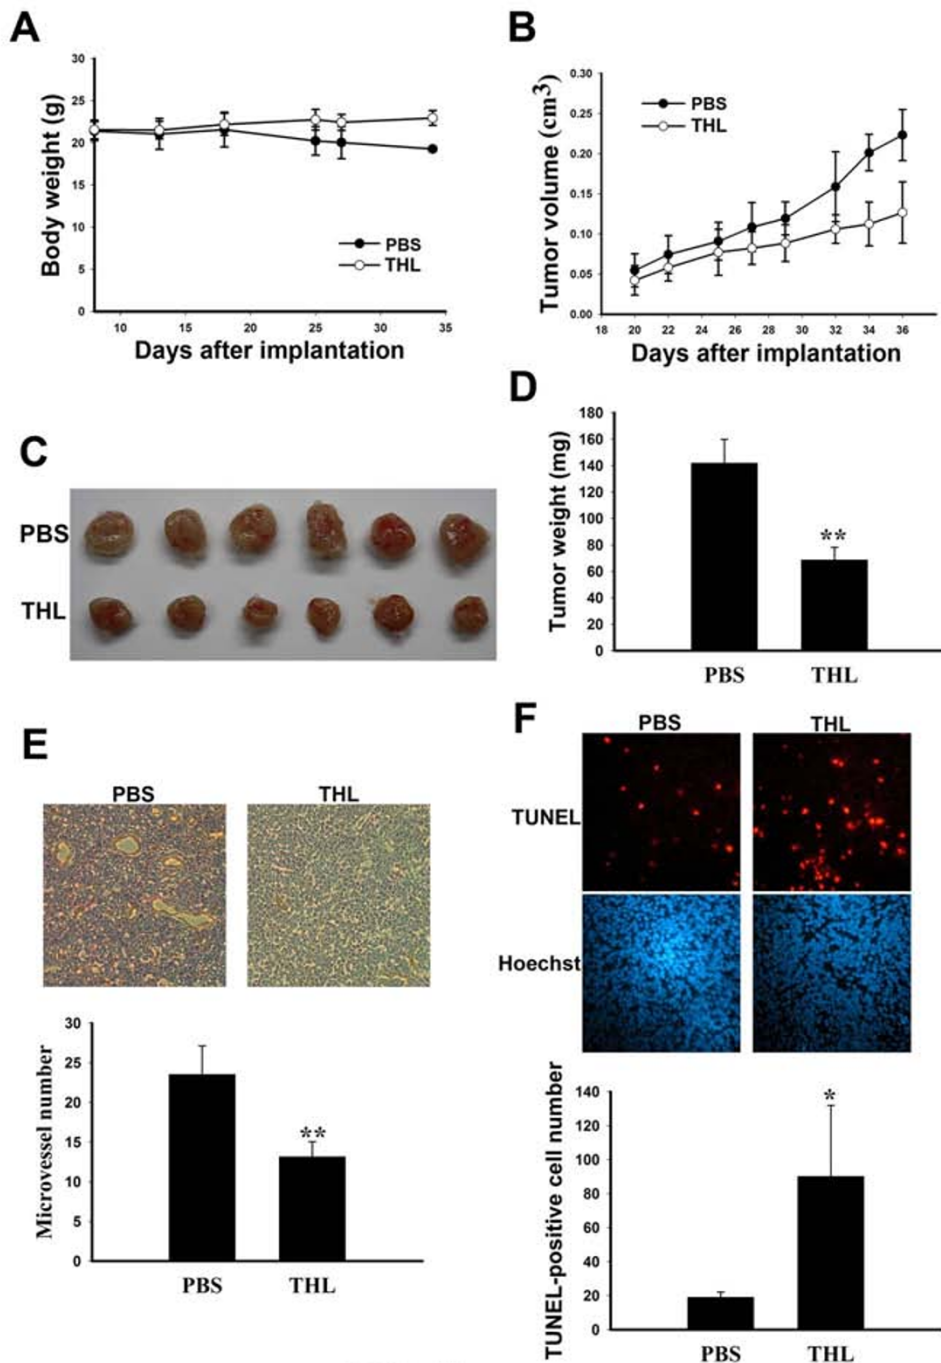 A
Body weight (g)
30
25
20
15
10
5
0
PBS
THL
10
15
20
25
30
35
Days after implantation
B
Tumor volume (cm³)
0.30
0.25
0.20
0.15
0.10
0.05
0.00
PBS
THL
18 20 22 24 26 28 30 32 34 36 38
Days after implantation
C
PBS
THL
D
Tumor weight (mg)
180
160
140
120
100
80
60
40
20
0
**
PBS THL
E
PBS THL
Microvessel number
30
25
20
15
10
5
0
**
PBS THL
F
PBS THL
TUNEL
Hoechst
TUNEL-positive cell number
140
120
100
80
60
40
20
0
*
PBS THL